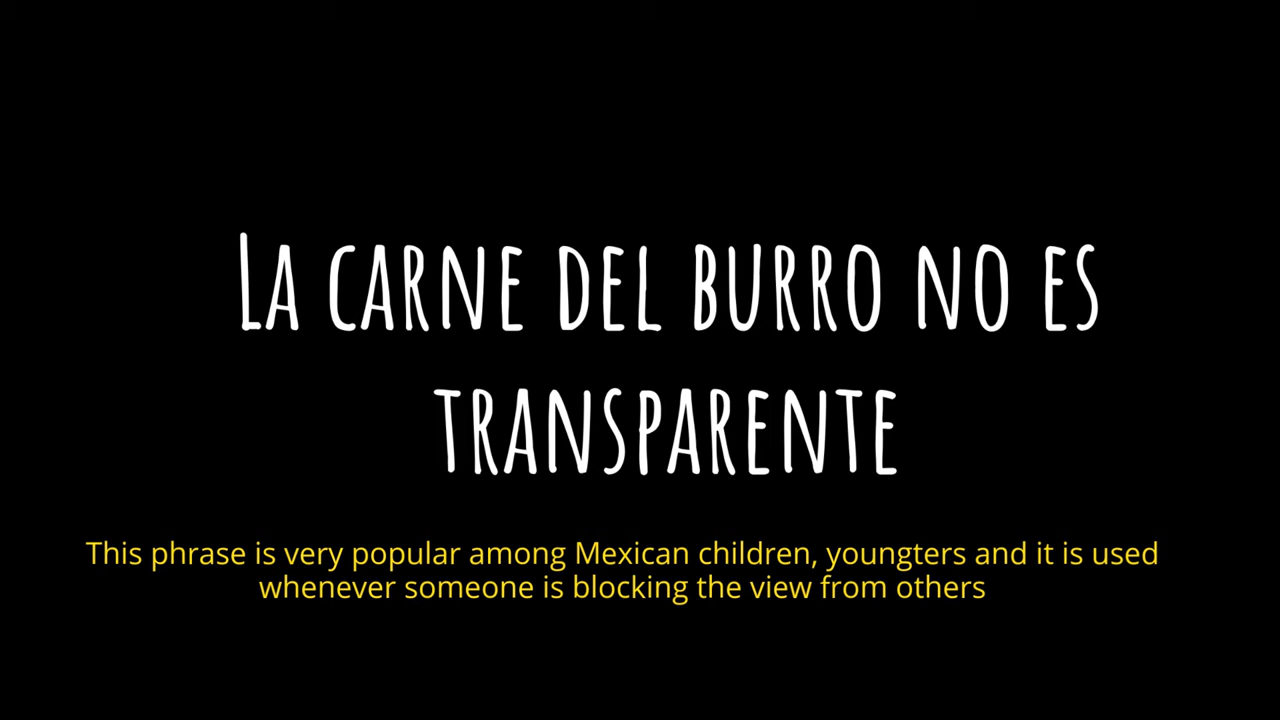 La carne del burro no es
transparente
This phrase is very popular among Mexican children, youngters and it is used
whenever someone is blocking the view from others